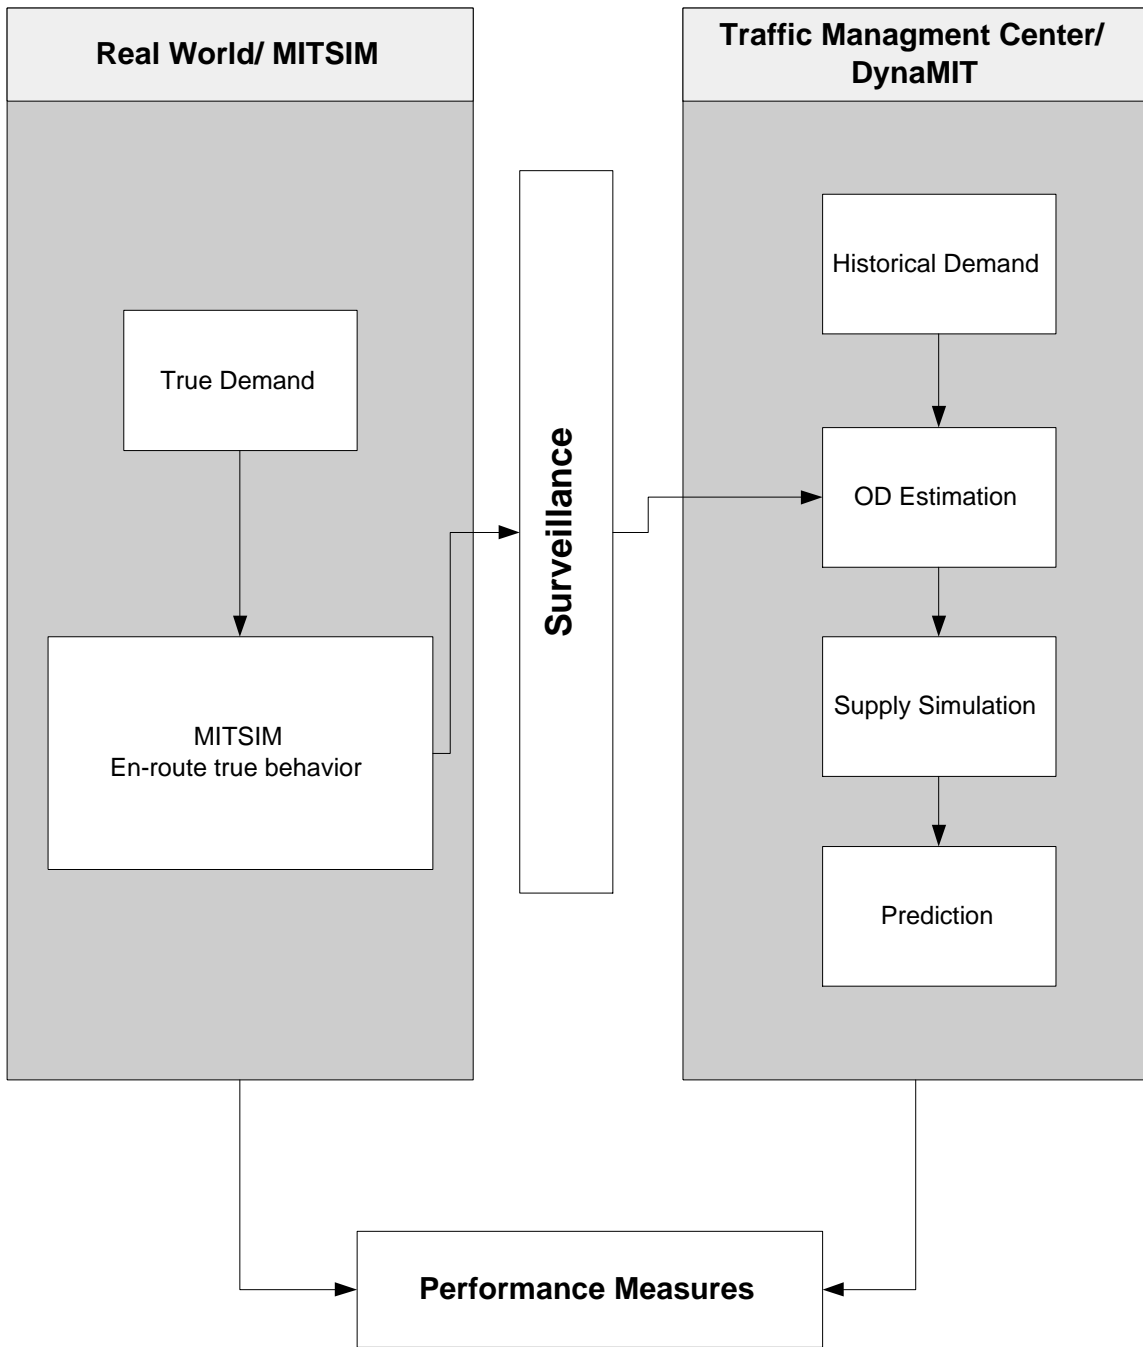 Real World/ MITSIM
True Demand
MITSIM
En-route true behavior
Surveillance
Traffic Managment Center/
DynaMIT
Historical Demand
OD Estimation
Supply Simulation
Prediction
Performance Measures